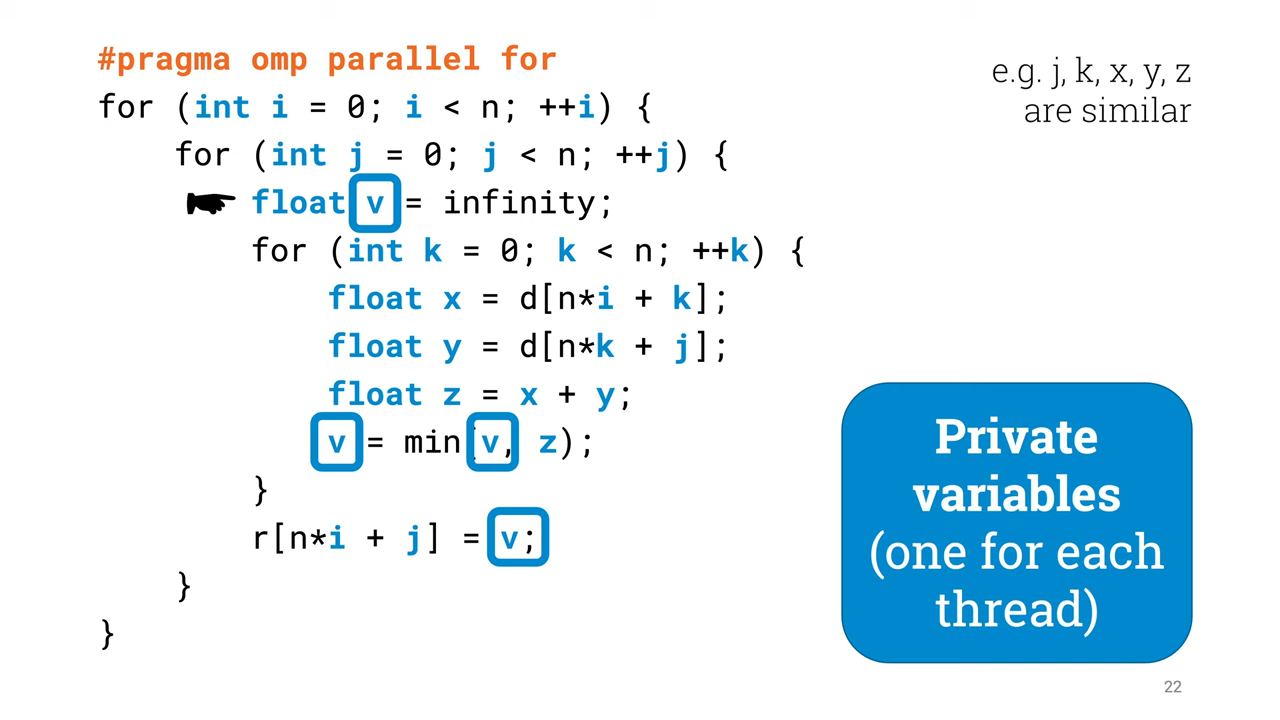 #pragma omp parallel for
for (int i = 0; i < n; ++i) {
for (int j = 0; j < n; ++j) {
float v = infinity;
for (int k = 0; k < n; ++k) {
float x = d[n*i + k];
float y = d[n*k + j];
float z = x + y;
v = min(v, z);
}
r[n*i + j] = v;
}
}
e.g. j, k, x, y, z
are similar
Private
variables
(one for each
thread)
22